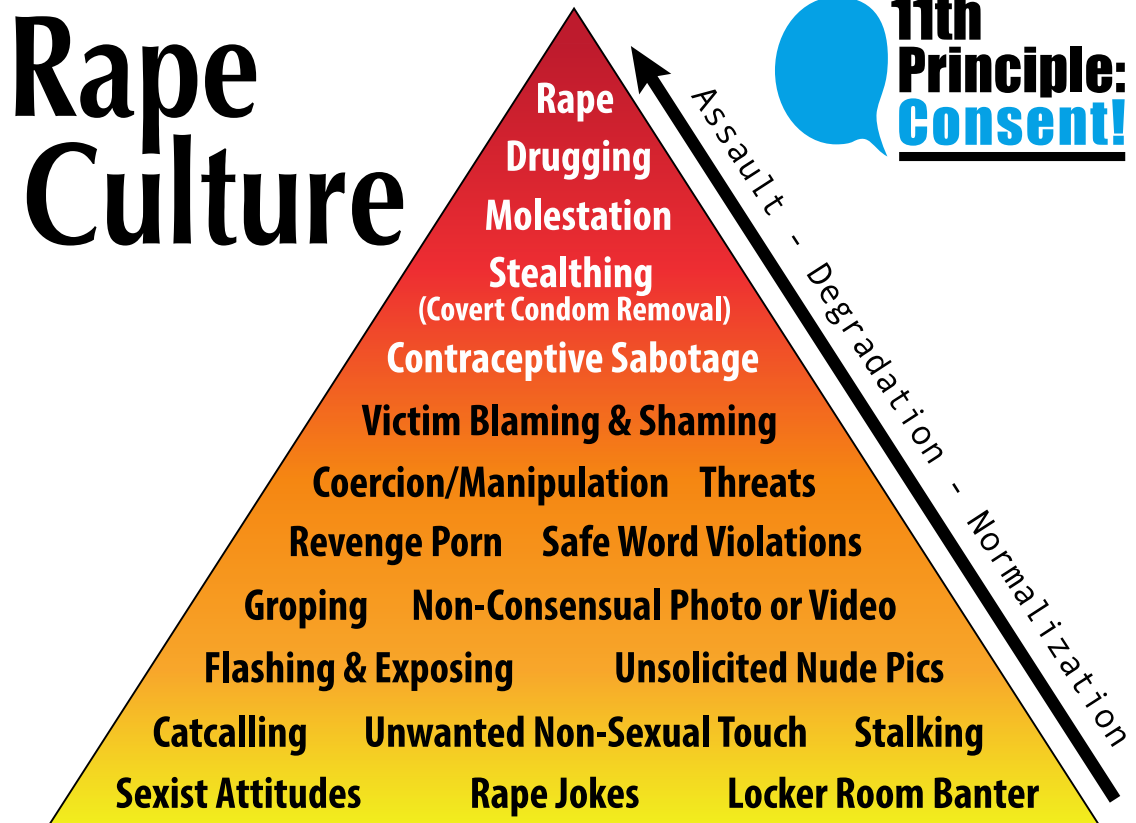 Rape
Culture
11th
Principle:
Consent!
Rape
Drugging
Molestation
Stealthing
(Covert Condom Removal)
Contraceptive Sabotage
Victim Blaming & Shaming
Coercion/Manipulation Threats
Revenge Porn Safe Word Violations
Groping Non-Consensual Photo or Video
Flashing & Exposing Unsolicited Nude Pics
Catcalling Unwanted Non-Sexual Touch Stalking
Sexist Attitudes Rape Jokes Locker Room Banter
Assault - Degradation - Normalization